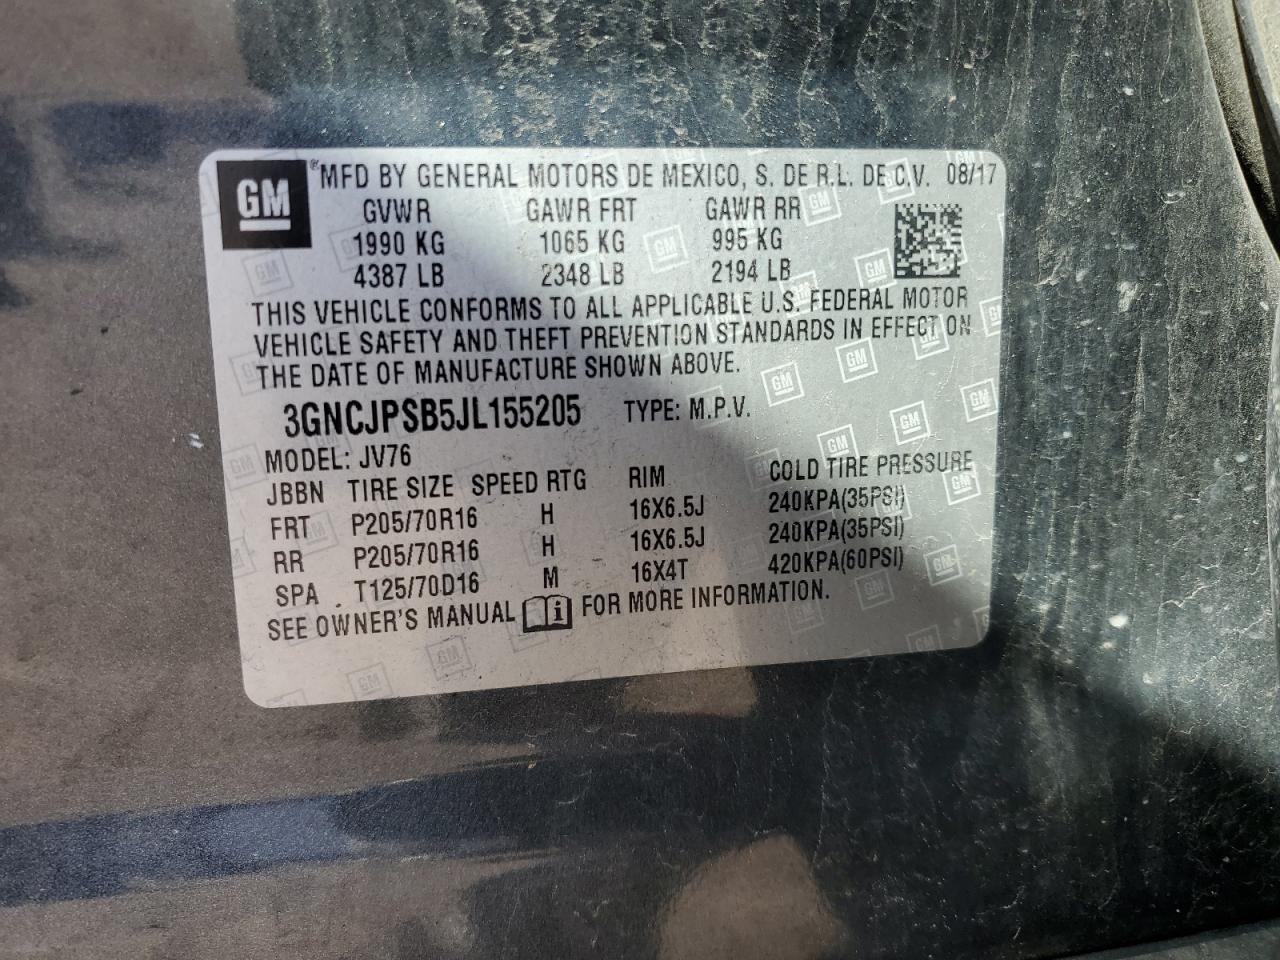 GM ® MFD BY GENERAL MOTORS DE MEXICO, S. DE R.L. DE C.V. 08/17
GVWR GAWR FRT GAWR RR
1990 KG 1065 KG 995 KG
4387 LB 2348 LB 2194 LB
THIS VEHICLE CONFORMS TO ALL APPLICABLE U.S. FEDERAL MOTOR
VEHICLE SAFETY AND THEFT PREVENTION STANDARDS IN EFFECT ON
THE DATE OF MANUFACTURE SHOWN ABOVE.
3GNCJPSB5JL155205 TYPE: M.P.V.
MODEL: JV76
JBBN TIRE SIZE SPEED RTG RIM COLD TIRE PRESSURE
FRT P205/70R16 H 16X6.5J 240KPA(35PSI)
RR P205/70R16 H 16X6.5J 240KPA(35PSI)
SPA . T125/70D16 M 16X4T 420KPA(60PSI)
SEE OWNER'S MANUAL i FOR MORE INFORMATION.